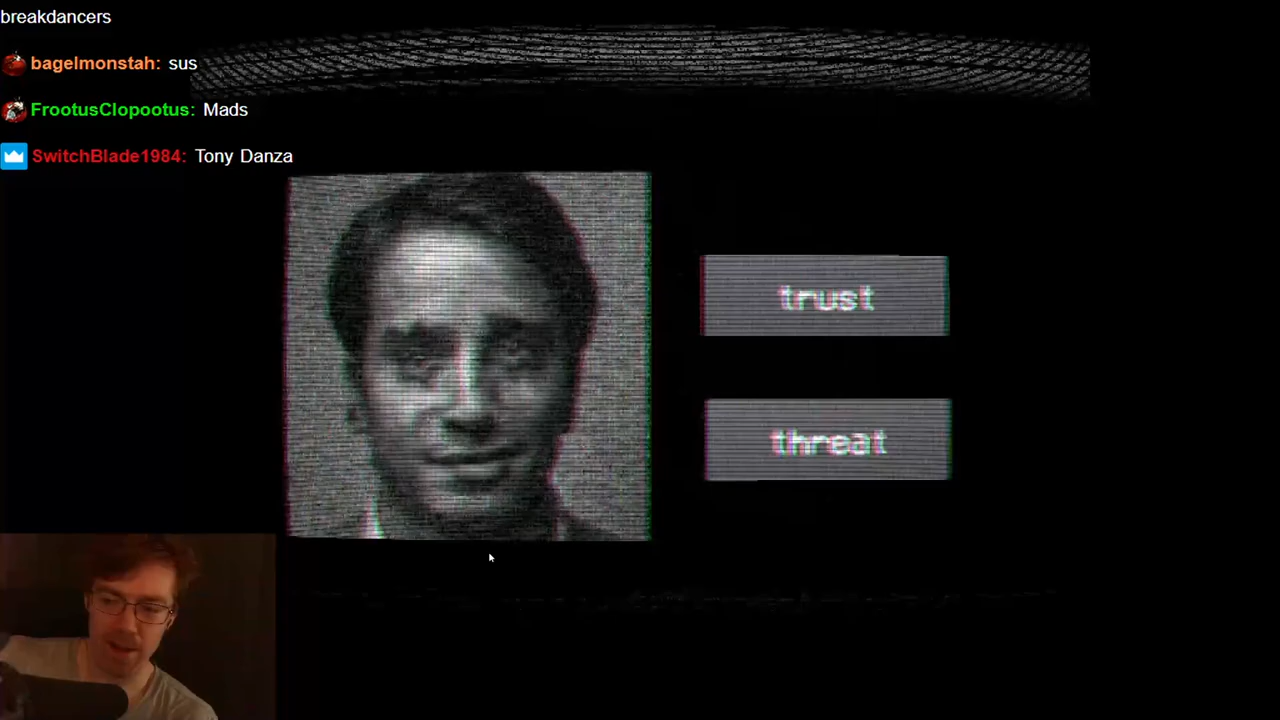 breakdancers
bagelmonstah: sus
FrootusClopootus: Mads
SwitchBlade1984: Tony Danza
trust
threat